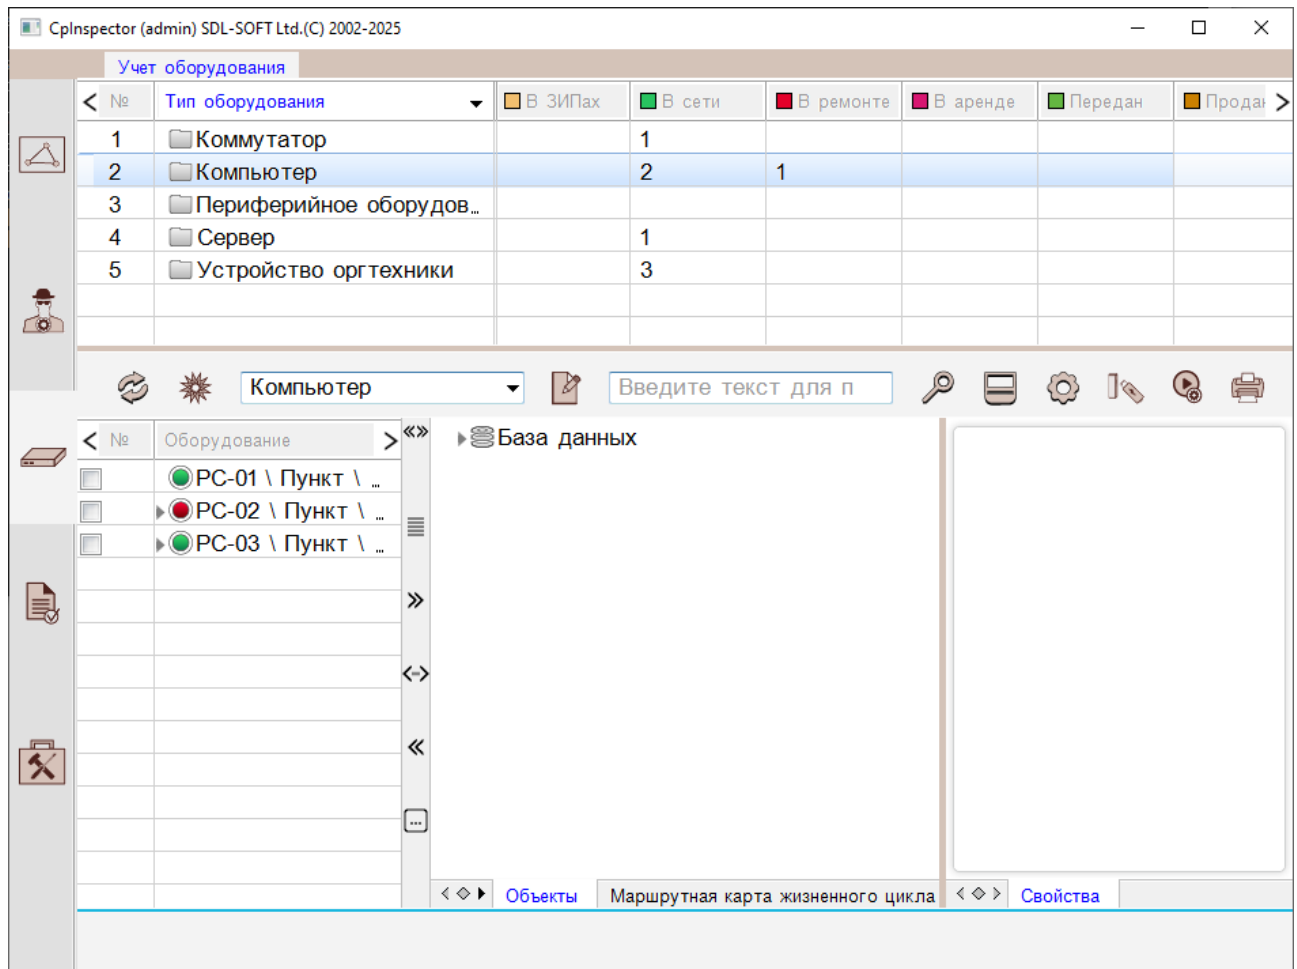 CpInspector (admin) SDL-SOFT Ltd.(C) 2002-2025
Учет оборудования
№ Тип оборудования В ЗИПах В сети В ремонте В аренде Передан Продан
1 Коммутатор 1
2 Компьютер 2 1
3 Периферийное оборудов...
4 Сервер 1
5 Устройство оргтехники 3
Компьютер Введите текст для п
№ Оборудование База данных
PC-01 \ Пункт \ ...
PC-02 \ Пункт \ ...
PC-03 \ Пункт \ ...
Объекты Маршрутная карта жизненного цикла Свойства